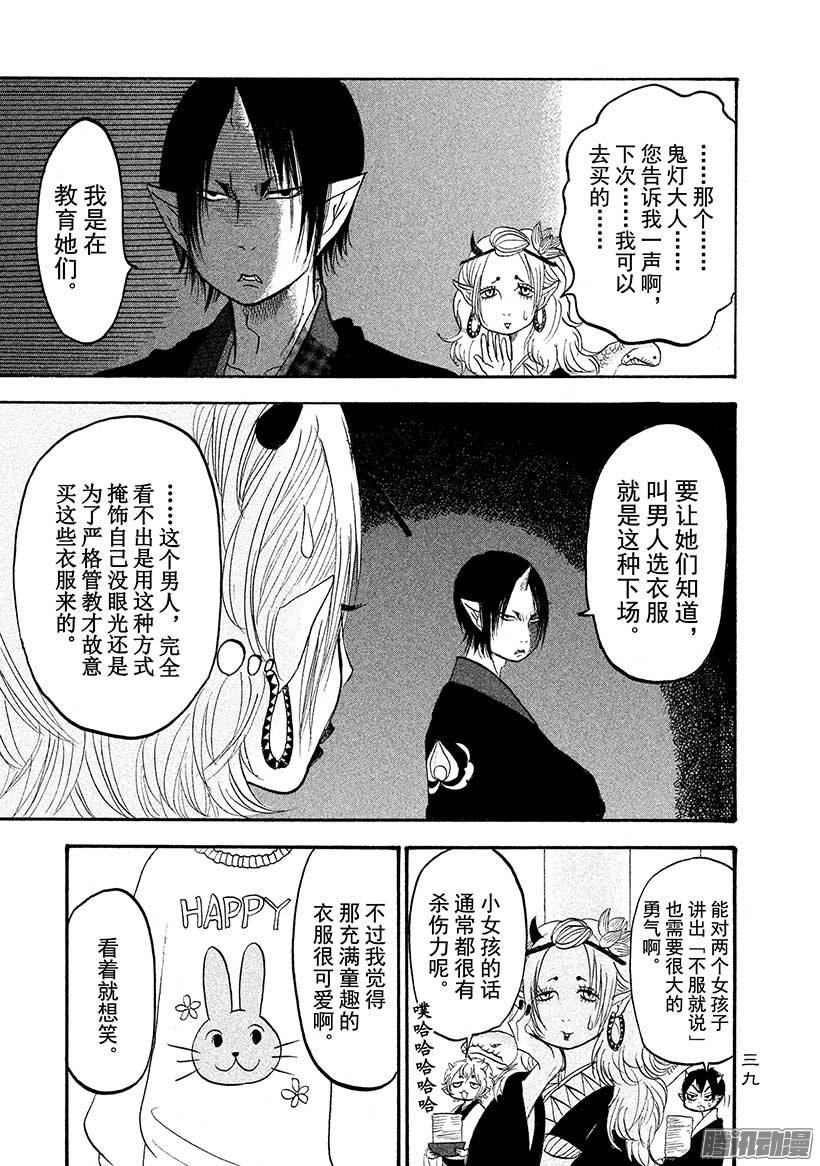 ……那个……
鬼灯大人……
您告诉我一声啊，
下次……我可以
去买的……
我是在
教育她们。
要让她们知道，
叫男人选衣服
就是这种下场。
……这个男人，完全
看不出是用这种方式
掩饰自己没眼光还是
为了严格管教才故意
买这些衣服来的。
能对两个女孩子
讲出「不服就说」
也需要很大的
勇气啊。
小女孩的话
通常都很有
杀伤力呢。
噗哈哈哈哈哈
不过我觉得
那充满童趣的
衣服很可爱啊。
HAPPY
看着就想笑。
三九
腾讯动漫